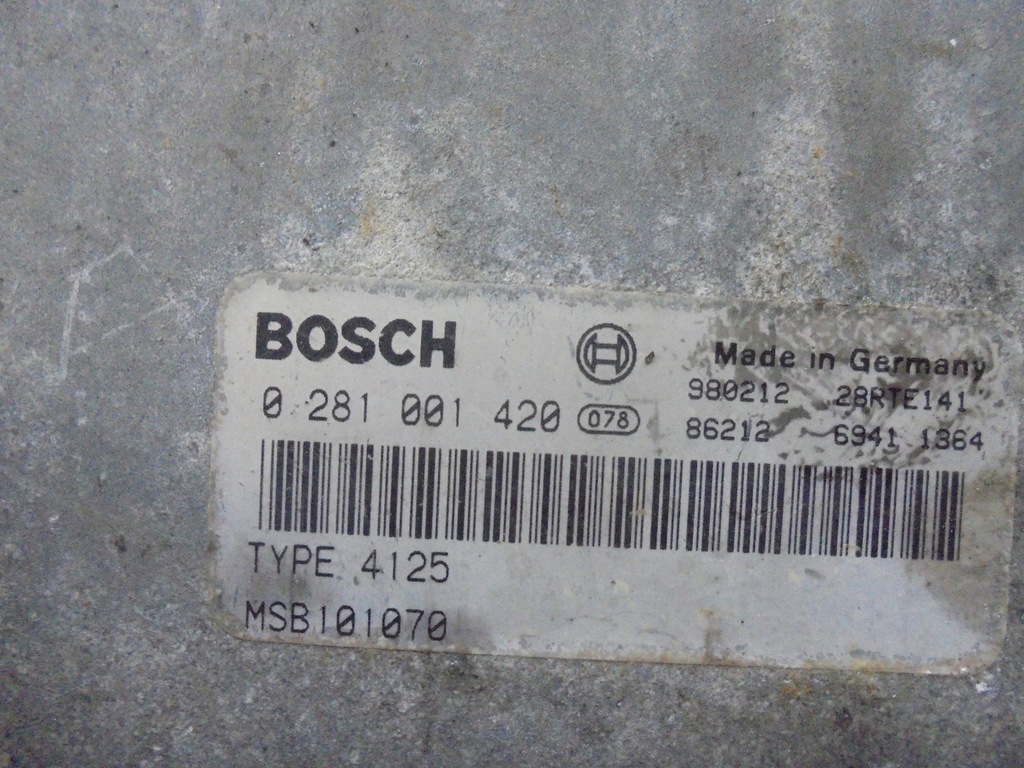 BOSCH
Made in Germany
0 281 001 420 078
980212 28RTE141
86212 6941 1364
TYPE 4125
MSB101070